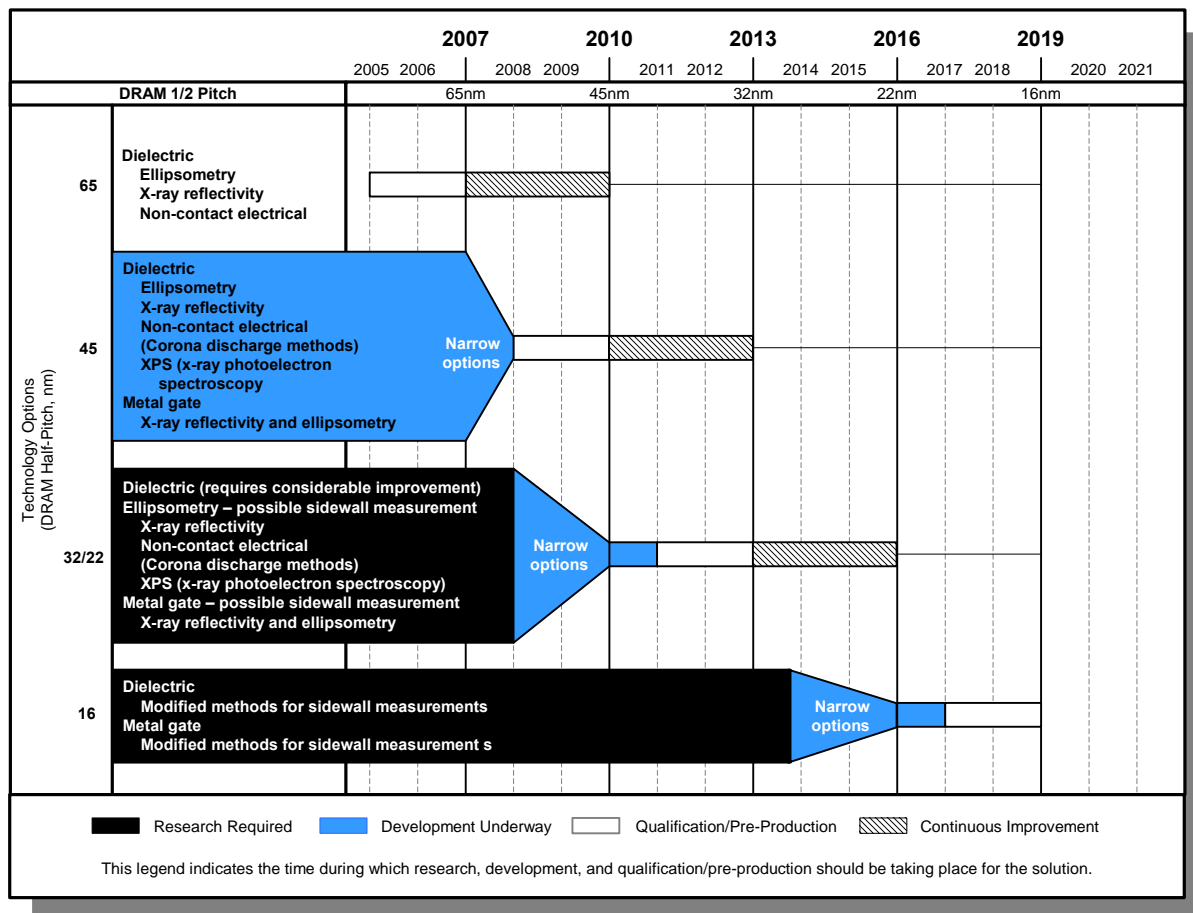 2007 2010 2013 2016 2019
2005 2006 2008 2009 2011 2012 2014 2015 2017 2018 2020 2021
DRAM 1/2 Pitch 65nm 45nm 32nm 22nm 16nm
Technology Options
(DRAM Half-Pitch, nm)
65
Dielectric
Ellipsometry
X-ray reflectivity
Non-contact electrical
45
Dielectric
Ellipsometry
X-ray reflectivity
Non-contact electrical
(Corona discharge methods)
XPS (x-ray photoelectron
spectroscopy
Metal gate
X-ray reflectivity and ellipsometry
Narrow
options
32/22
Dielectric (requires considerable improvement)
Ellipsometry – possible sidewall measurement
X-ray reflectivity
Non-contact electrical
(Corona discharge methods)
XPS (x-ray photoelectron spectroscopy)
Metal gate – possible sidewall measurement
X-ray reflectivity and ellipsometry
Narrow
options
16
Dielectric
Modified methods for sidewall measurements
Metal gate
Modified methods for sidewall measurement s
Narrow
options
Research Required Development Underway Qualification/Pre-Production Continuous Improvement
This legend indicates the time during which research, development, and qualification/pre-production should be taking place for the solution.